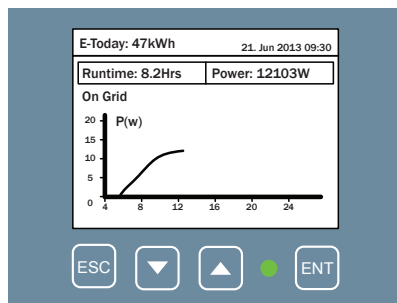 E-Today: 47kWh 21. Jun 2013 09:30
Runtime: 8.2Hrs Power: 12103W
On Grid
P(w)
20
15
10
5
0
4 8 12 16 20 24
ESC ENT